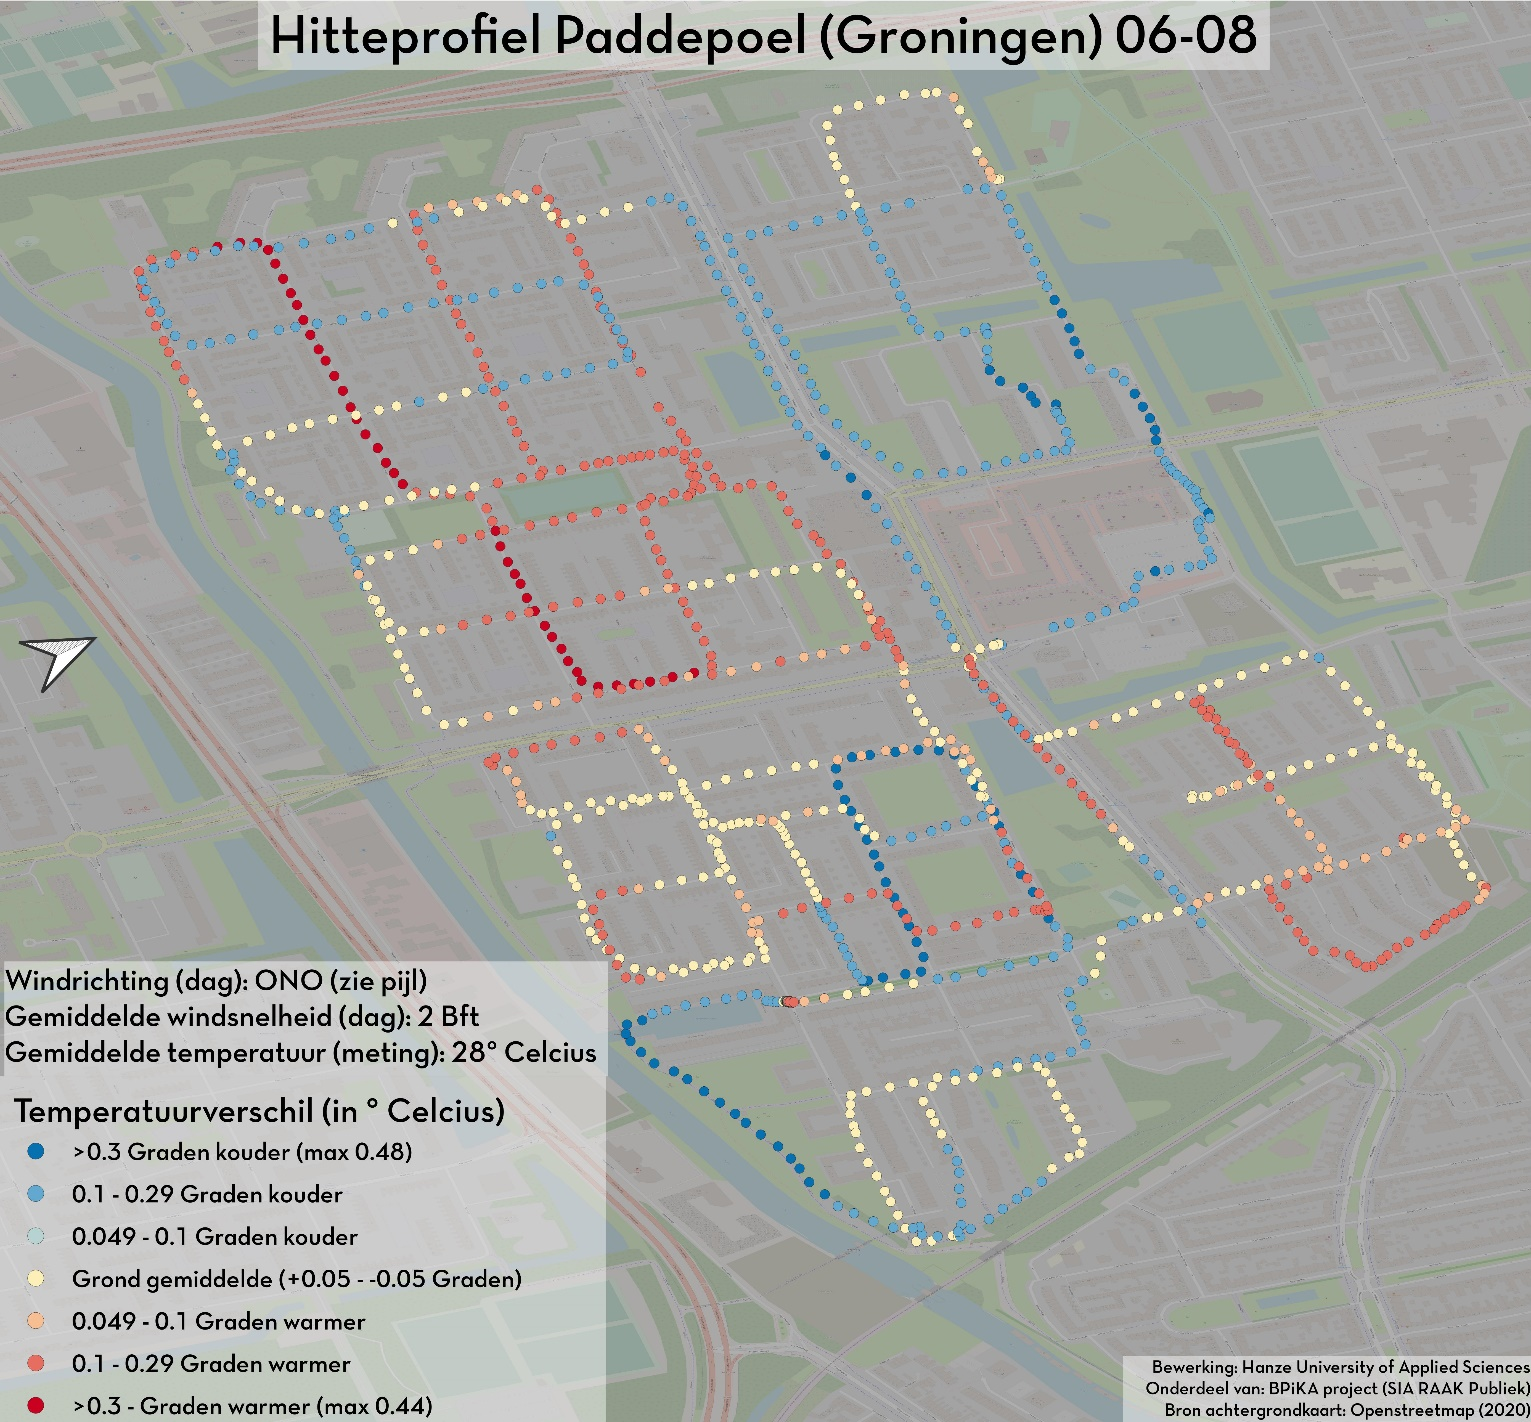 Hitteprofiel Paddepoel (Groningen) 06-08
Windrichting (dag): ONO (zie pijl)
Gemiddelde windsnelheid (dag): 2 Bft
Gemiddelde temperatuur (meting): 28° Celcius
Temperatuurverschil (in ° Celcius)
>0.3 Graden kouder (max 0.48)
0.1 - 0.29 Graden kouder
0.049 - 0.1 Graden kouder
Grond gemiddelde (+0.05 - -0.05 Graden)
0.049 - 0.1 Graden warmer
0.1 - 0.29 Graden warmer
>0.3 - Graden warmer (max 0.44)
Bewerking: Hanze University of Applied Sciences
Onderdeel van: BPiKA project (SIA RAAK Publiek)
Bron achtergrondkaart: Openstreetmap (2020)